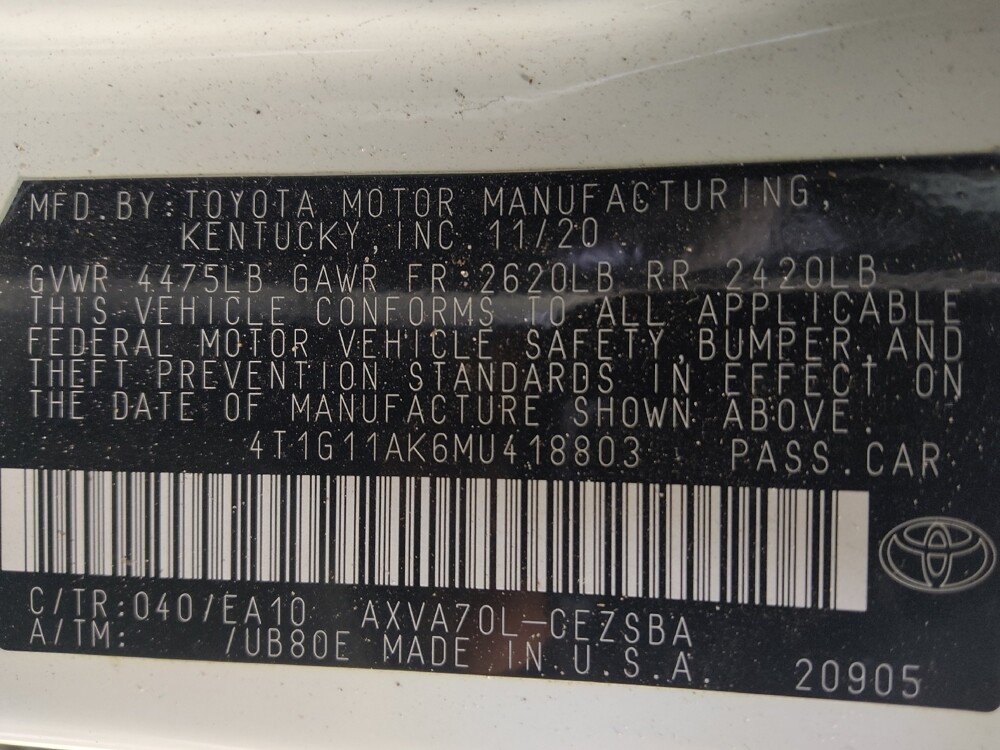 MFD.BY:TOYOTA MOTOR MANUFACTURING,
KENTUCKY, INC. 11/20
GVWR 4475LB GAWR FR 2620LB RR 2420LB
THIS VEHICLE CONFORMS TO ALL APPLICABLE
FEDERAL MOTOR VEHICLE SAFETY,BUMPER,AND
THEFT PREVENTION STANDARDS IN EFFECT ON
THE DATE OF MANUFACTURE SHOWN ABOVE.
4T1G11AK6MU418803 PASS.CAR
C/TR:040/EA10 AXVA70L-CEZSBA
A/TM: /UB80E MADE IN U.S.A. 20905